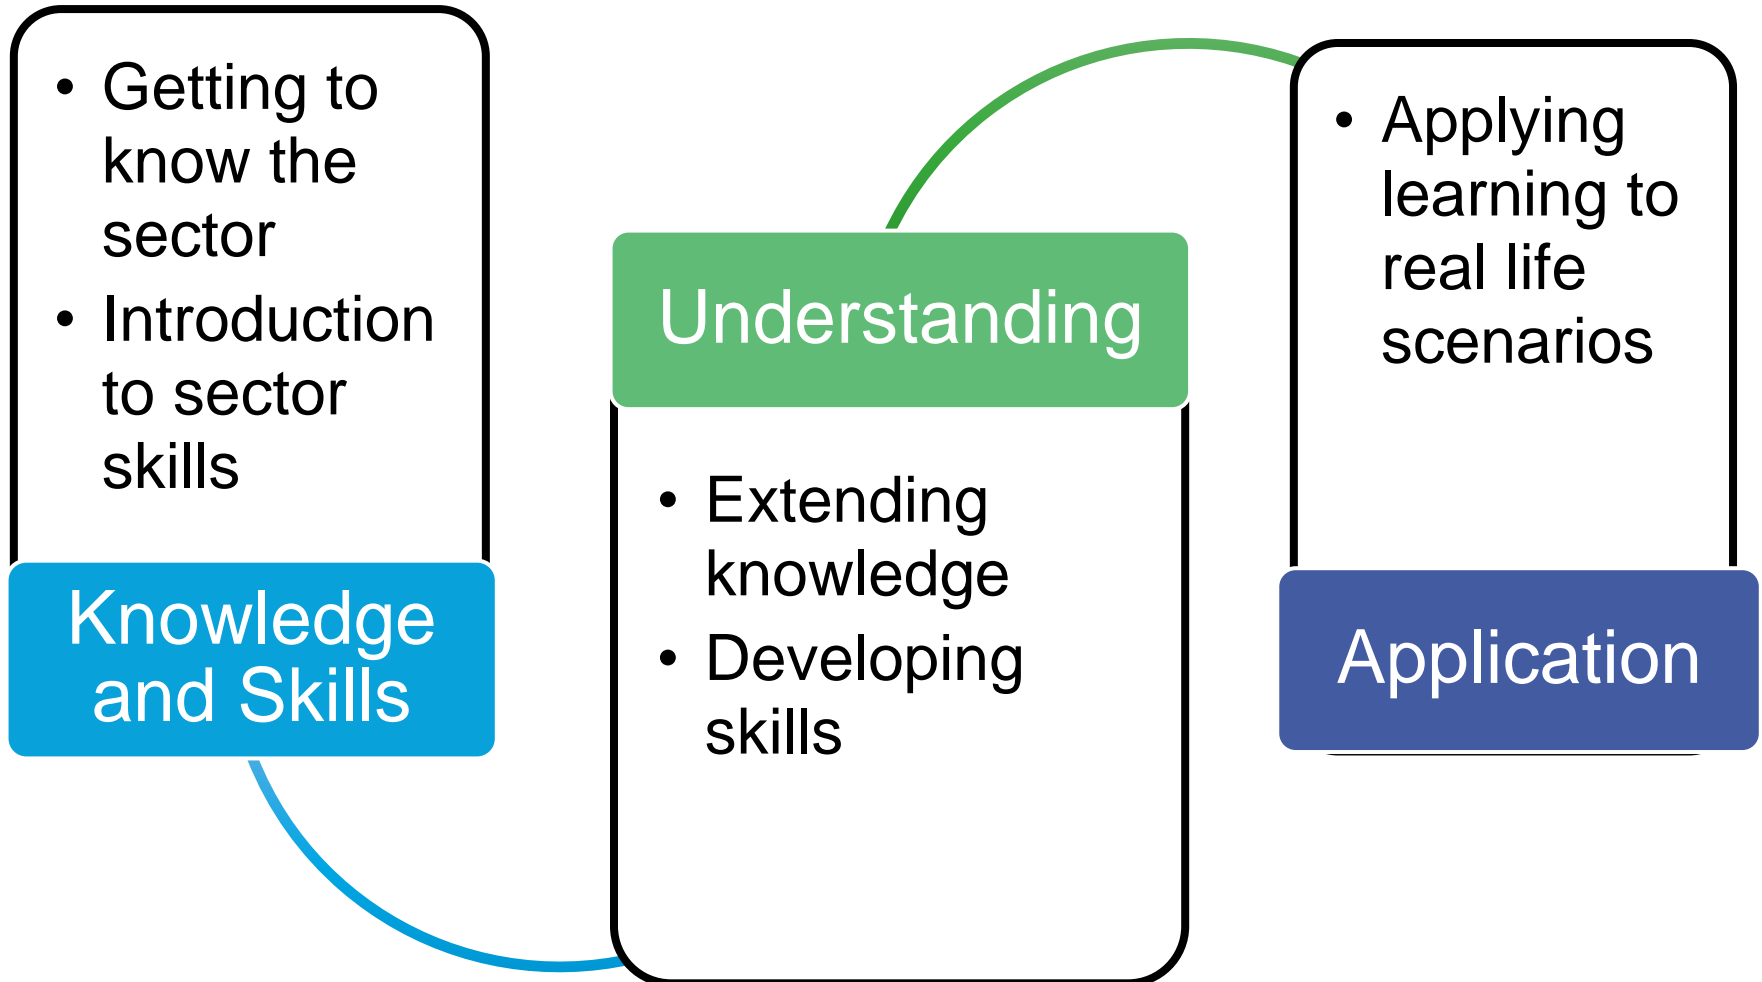 • Getting to
know the
sector
• Introduction
to sector
skills
Knowledge
and Skills
Understanding
• Extending
knowledge
• Developing
skills
• Applying
learning to
real life
scenarios
Application